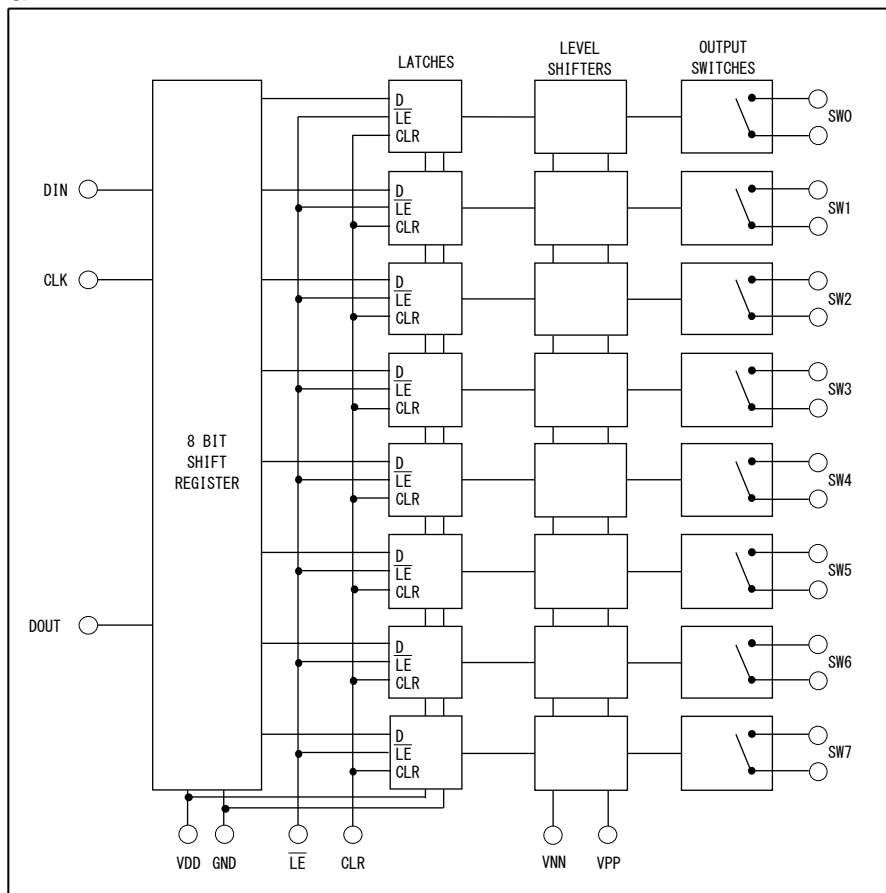 LATCHES
LEVEL
SHIFTERS
OUTPUT
SWITCHES
D
LE
CLR
SW0
DIN
D
LE
CLR
SW1
CLK
D
LE
CLR
SW2
D
LE
CLR
SW3
8 BIT
SHIFT
REGISTER
D
LE
CLR
SW4
D
LE
CLR
SW5
DOUT
D
LE
CLR
SW6
D
LE
CLR
SW7
VDD GND LE CLR VNN VPP